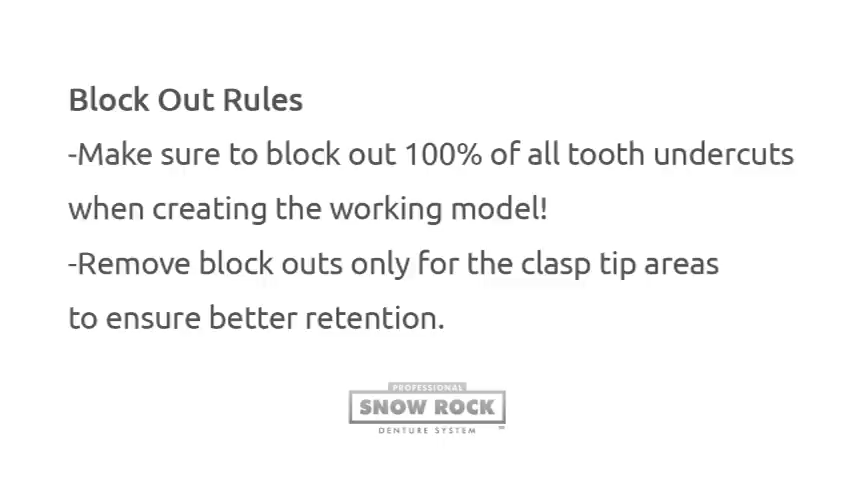 Block Out Rules
-Make sure to block out 100% of all tooth undercuts
when creating the working model!
-Remove block outs only for the clasp tip areas
to ensure better retention.
PROFESSIONAL
SNOW ROCK
DENTURE SYSTEM